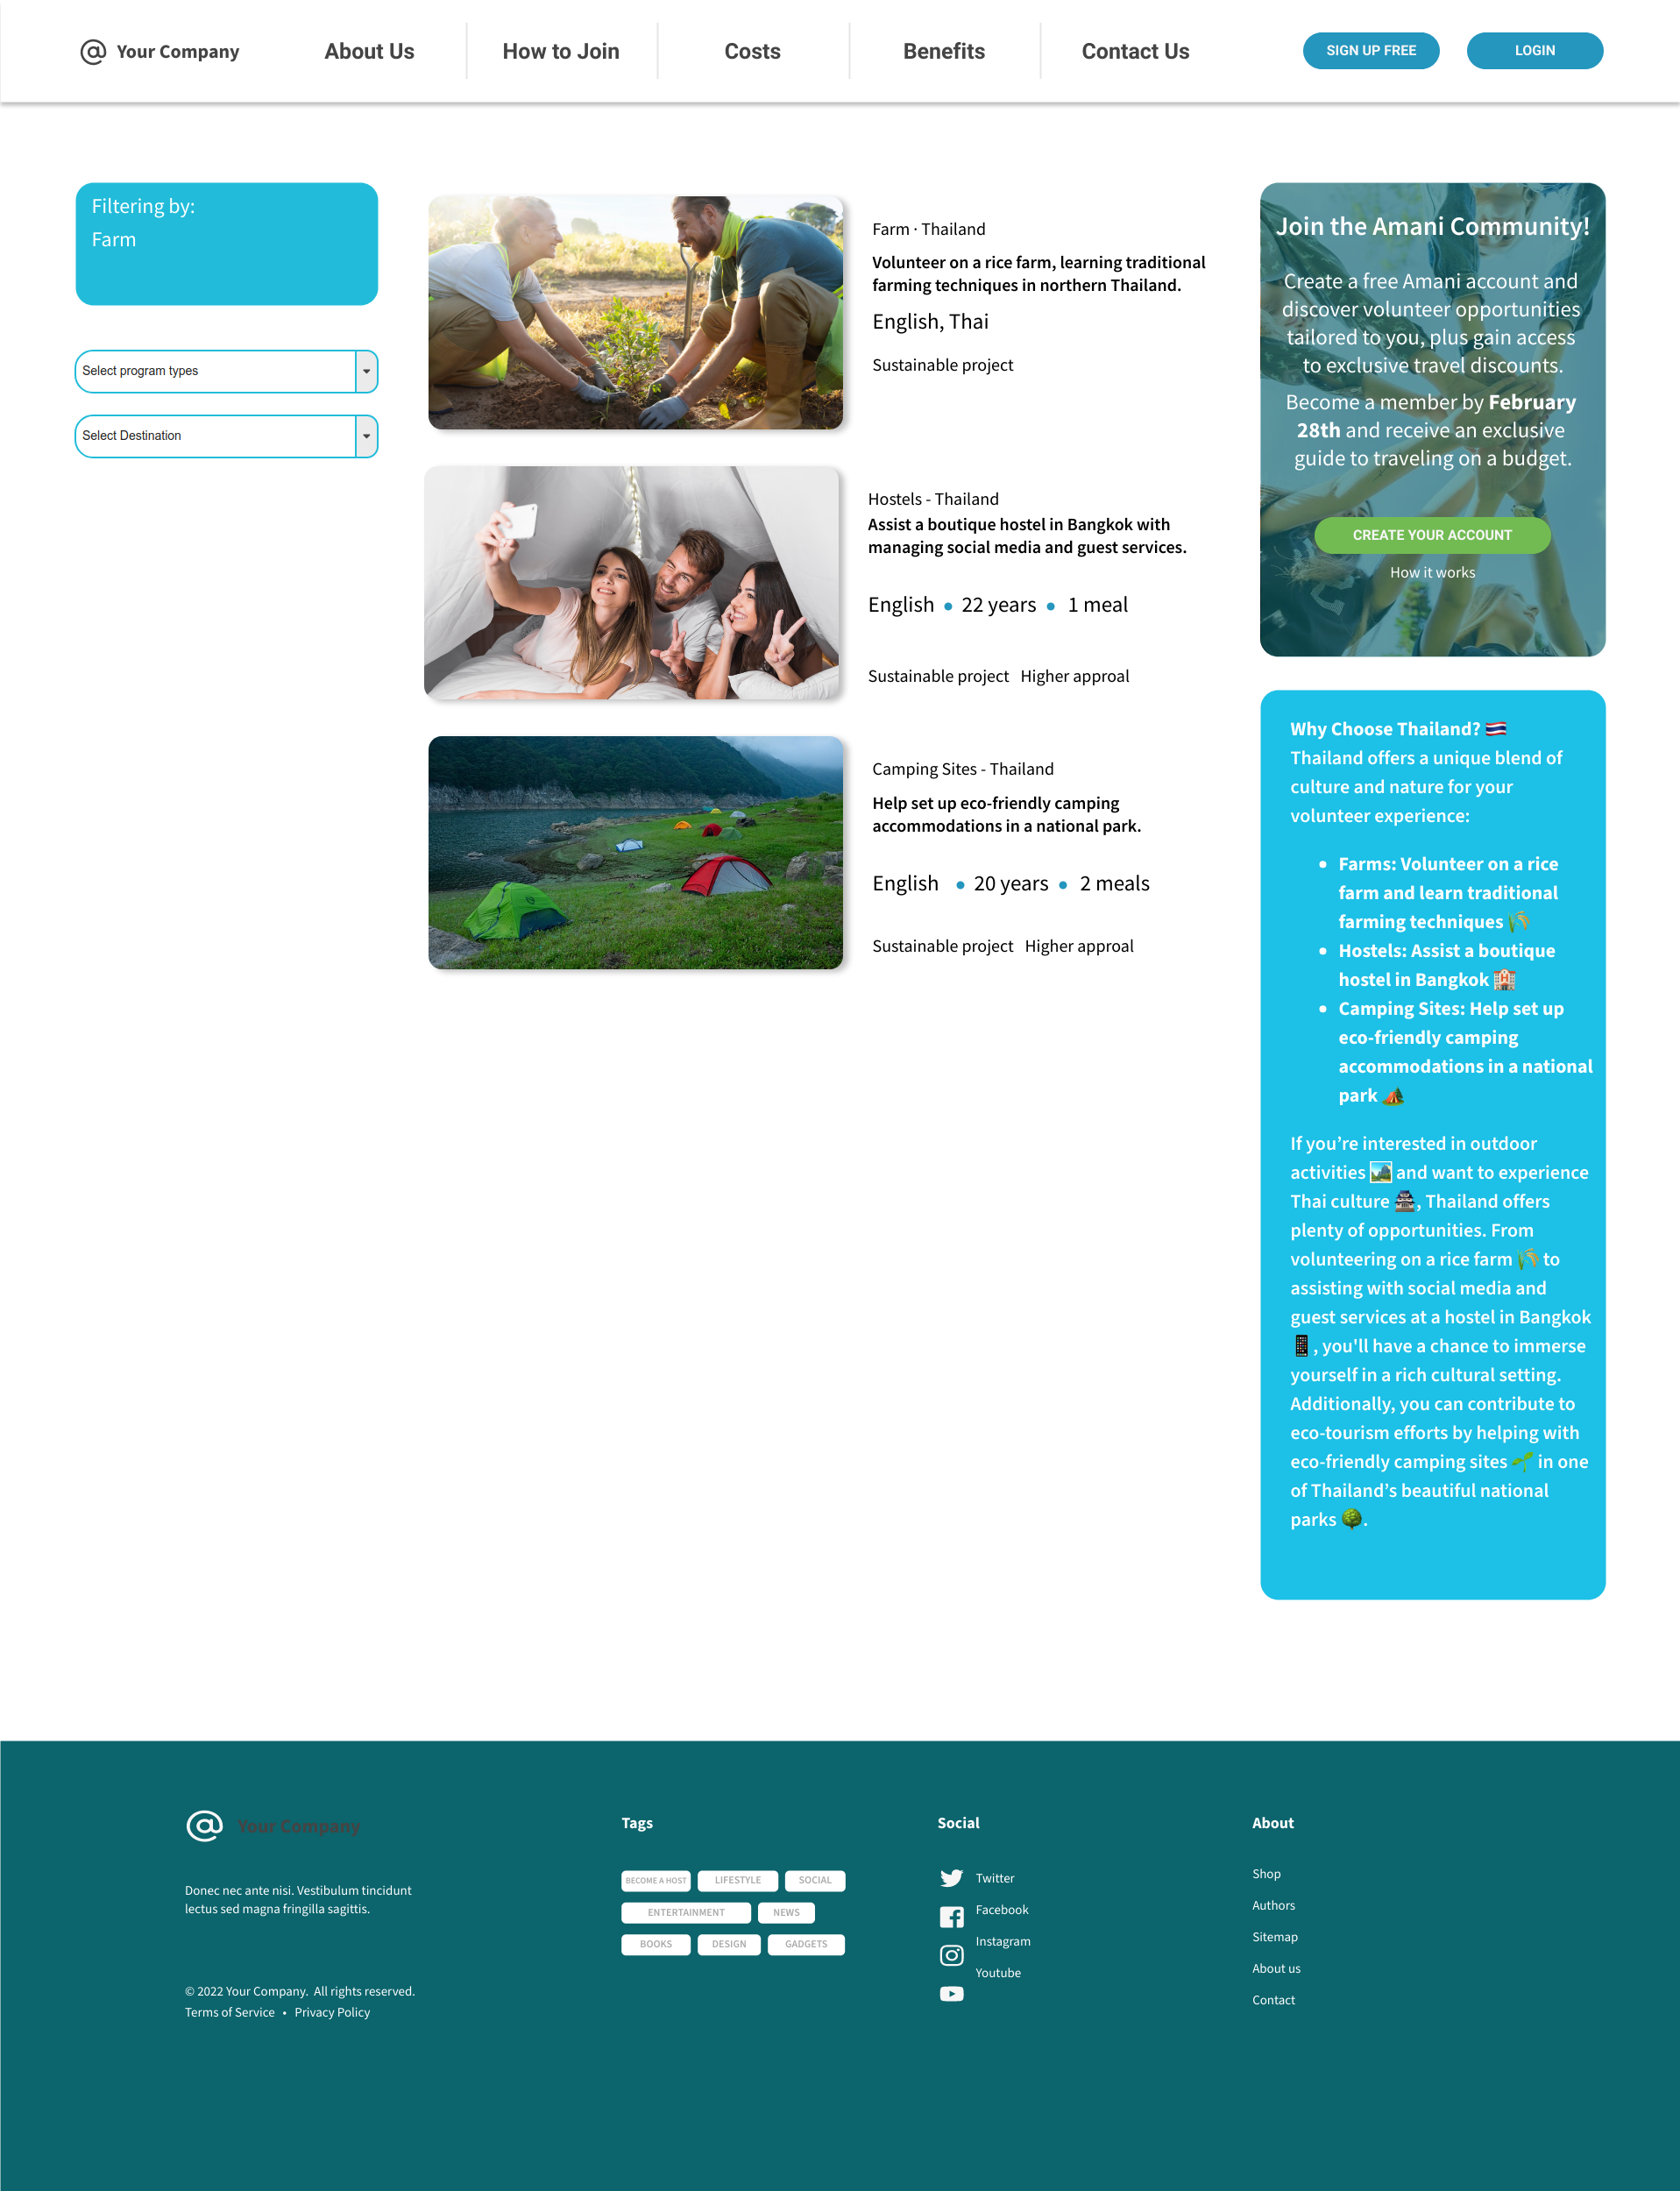 @ Your Company
About Us
How to Join
Costs
Benefits
Contact Us
SIGN UP FREE
LOGIN
Filtering by:
Farm
Select program types
Select Destination
Farm · Thailand
Volunteer on a rice farm, learning traditional
farming techniques in northern Thailand.
English, Thai
Sustainable project
Hostels - Thailand
Assist a boutique hostel in Bangkok with
managing social media and guest services.
English • 22 years • 1 meal
Sustainable project Higher approal
Camping Sites - Thailand
Help set up eco-friendly camping
accommodations in a national park.
English • 20 years • 2 meals
Sustainable project Higher approal
Join the Amani Community!
Create a free Amani account and
discover volunteer opportunities
tailored to you, plus gain access
to exclusive travel discounts.
Become a member by February
28th and receive an exclusive
guide to traveling on a budget.
CREATE YOUR ACCOUNT
How it works
Why Choose Thailand? 🇹🇭
Thailand offers a unique blend of
culture and nature for your
volunteer experience:
• Farms: Volunteer on a rice
farm and learn traditional
farming techniques 🌾
• Hostels: Assist a boutique
hostel in Bangkok 🏨
• Camping Sites: Help set up
eco-friendly camping
accommodations in a national
park 🏕️
If you’re interested in outdoor
activities 🏞️ and want to experience
Thai culture 🏯, Thailand offers
plenty of opportunities. From
volunteering on a rice farm 🌾 to
assisting with social media and
guest services at a hostel in Bangkok
📱, you'll have a chance to immerse
yourself in a rich cultural setting.
Additionally, you can contribute to
eco-tourism efforts by helping with
eco-friendly camping sites 🌱 in one
of Thailand’s beautiful national
parks 🌳.
@ Your Company
Donec nec ante nisi. Vestibulum tincidunt
lectus sed magna fringilla sagittis.
© 2022 Your Company. All rights reserved.
Terms of Service • Privacy Policy
Tags
BECOME A HOST
LIFESTYLE
SOCIAL
ENTERTAINMENT
NEWS
BOOKS
DESIGN
GADGETS
Social
Twitter
Facebook
Instagram
Youtube
About
Shop
Authors
Sitemap
About us
Contact